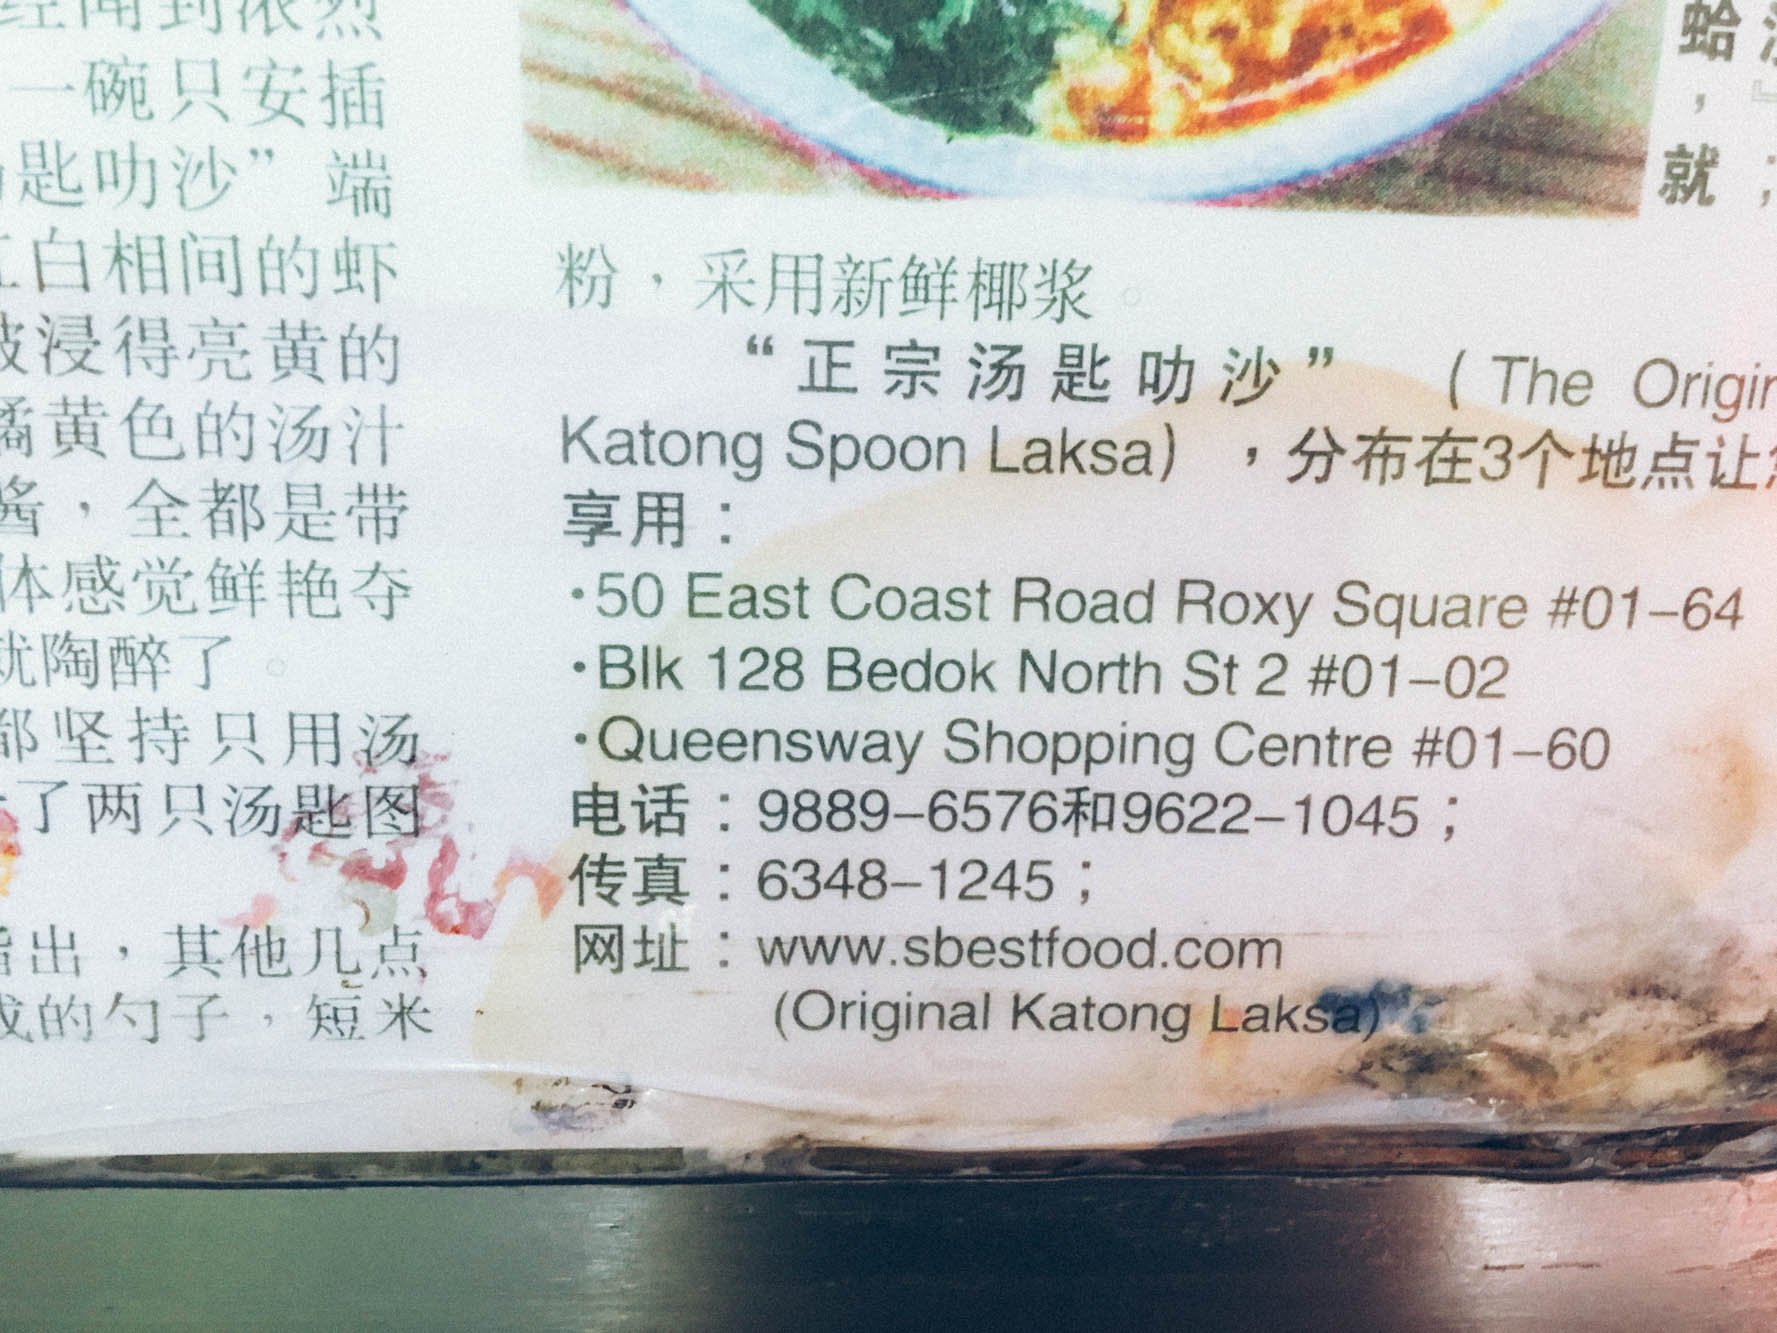 一碗只安插
匙叻沙” 端
白相间的虾
浸得亮黄的
橘黄色的汤汁
酱，全都是带
体感觉鲜艳夺
就陶醉了。
都坚持只用汤
了两只汤匙图
指出，其他几点
成的勺子，短米
粉，采用新鲜椰浆。
“正宗汤匙叻沙” (The Origin
Katong Spoon Laksa) ，分布在3个地点让
享用：
·50 East Coast Road Roxy Square #01-64
·Blk 128 Bedok North St 2 #01-02
·Queensway Shopping Centre #01-60
电话：9889-6576和9622-1045；
传真：6348-1245；
网址：www.sbestfood.com
(Original Katong Laksa)
蛤
，
就